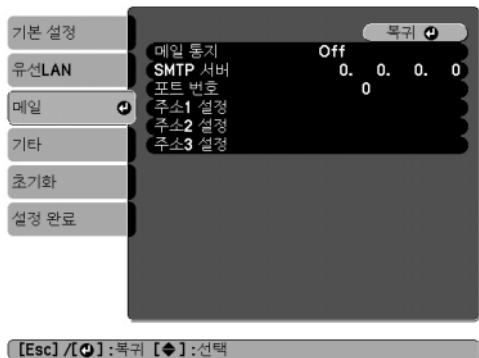 기본 설정
유선LAN
메일
기타
초기화
설정 완료
복귀
메일 통지 Off
SMTP 서버 0. 0. 0. 0
포트 번호 0
주소1 설정
주소2 설정
주소3 설정
[Esc] /[⏎] :복귀 [◆] :선택